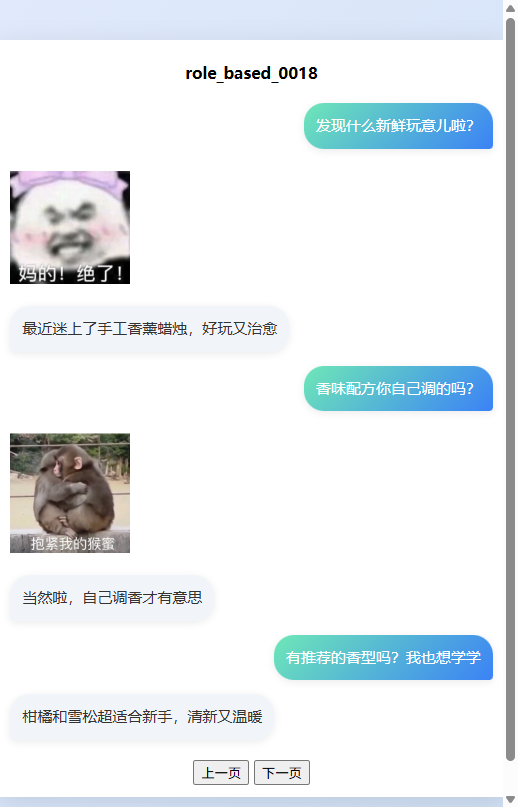 role_based_0018
发现什么新鲜玩意儿啦？
妈的！绝了！
最近迷上了手工香薰蜡烛，好玩又治愈
香味配方你自己调的吗？
抱紧我的猴蜜
当然啦，自己调香才有意思
有推荐的香型吗？我也想学学
柑橘和雪松超适合新手，清新又温暖
上一页 下一页